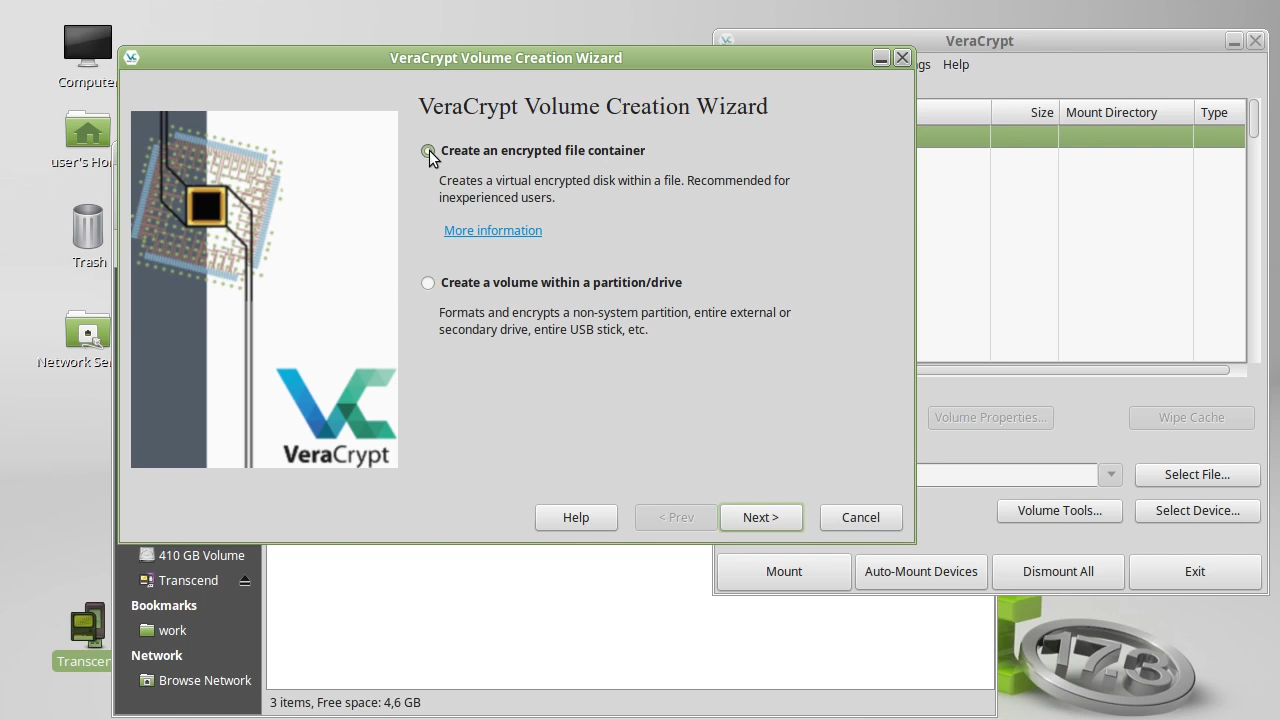 Compute
user's Ho
Trash
Network Se
Transcen
VeraCrypt Volume Creation Wizard
VeraCrypt Volume Creation Wizard
Create an encrypted file container
Creates a virtual encrypted disk within a file. Recommended for
inexperienced users.
More information
Create a volume within a partition/drive
Formats and encrypts a non-system partition, entire external or
secondary drive, entire USB stick, etc.
VeraCrypt
Help
< Prev
Next >
Cancel
VeraCrypt
gs Help
Size Mount Directory Type
Volume Properties...
Wipe Cache
Select File...
Volume Tools...
Select Device...
Mount
Auto-Mount Devices
Dismount All
Exit
410 GB Volume
Transcend
Bookmarks
work
Network
Browse Network
3 items, Free space: 4,6 GB
17.3